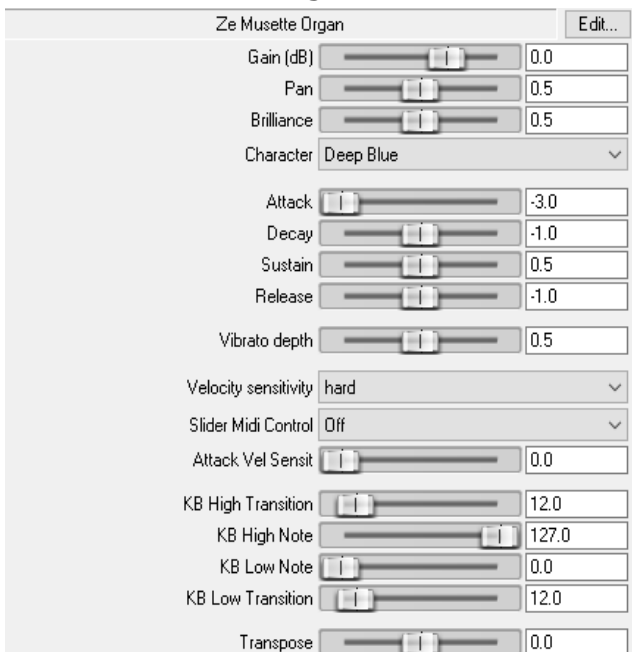 Ze Musette Organ Edit...
Gain (dB) 0.0
Pan 0.5
Brilliance 0.5
Character Deep Blue
Attack -3.0
Decay -1.0
Sustain 0.5
Release -1.0
Vibrato depth 0.5
Velocity sensitivity hard
Slider Midi Control Off
Attack Vel Sensit 0.0
KB High Transition 12.0
KB High Note 127.0
KB Low Note 0.0
KB Low Transition 12.0
Transpose 0.0